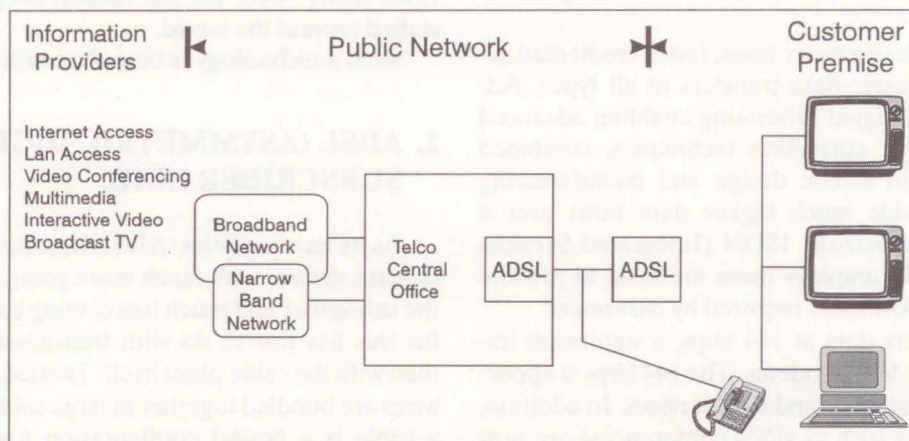 Information
Providers
Public Network
Customer
Premise
Internet Access
Lan Access
Video Conferencing
Multimedia
Interactive Video
Broadcast TV
Broadband
Network
Narrow
Band
Network
Telco
Central
Office
ADSL
ADSL